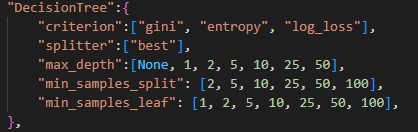 "DecisionTree":{
"criterion":["gini", "entropy", "log_loss"],
"splitter":["best"],
"max_depth":[None, 1, 2, 5, 10, 25, 50],
"min_samples_split": [2, 5, 10, 25, 50, 100],
"min_samples_leaf": [1, 2, 5, 10, 25, 50, 100],
},